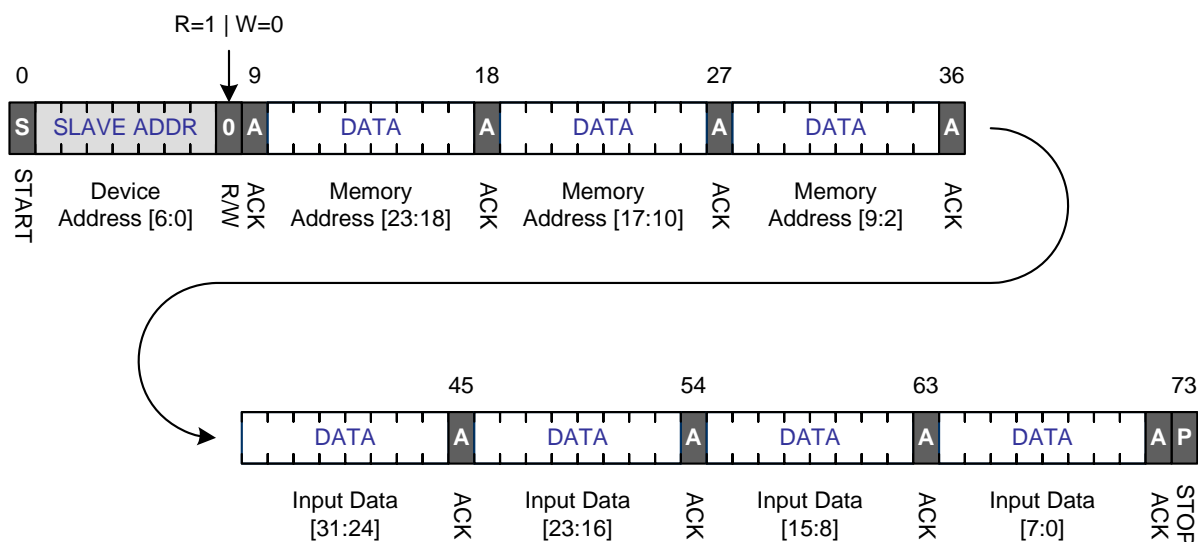 R=1 | W=0
0 9 18 27 36
S SLAVE ADDR 0 A DATA A DATA A DATA A
START Device Address [6:0] R/W ACK Memory Address [23:18] ACK Memory Address [17:10] ACK Memory Address [9:2] ACK
45 54 63 73
DATA A DATA A DATA A DATA A P
Input Data [31:24] ACK Input Data [23:16] ACK Input Data [15:8] ACK Input Data [7:0] ACK STOP